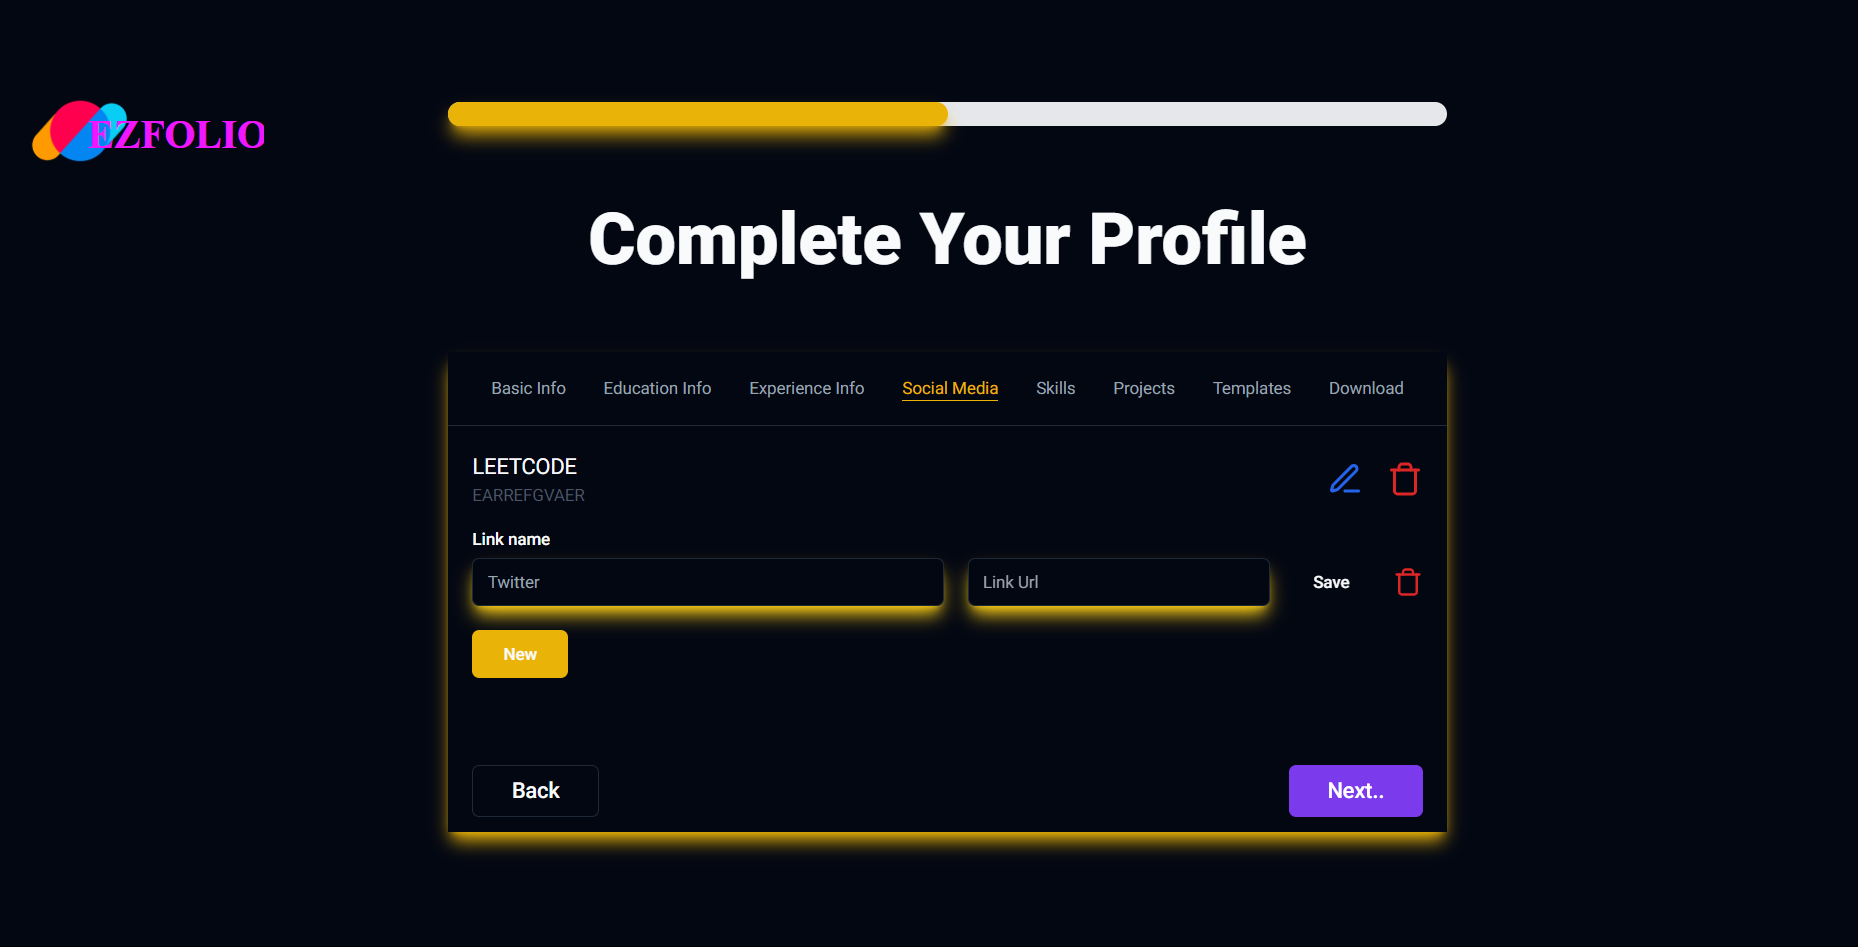 EZFOLIO
Complete Your Profile
Basic Info Education Info Experience Info Social Media Skills Projects Templates Download
LEETCODE
EARREFGVAER
Link name
Twitter Link Url Save
New
Back Next..